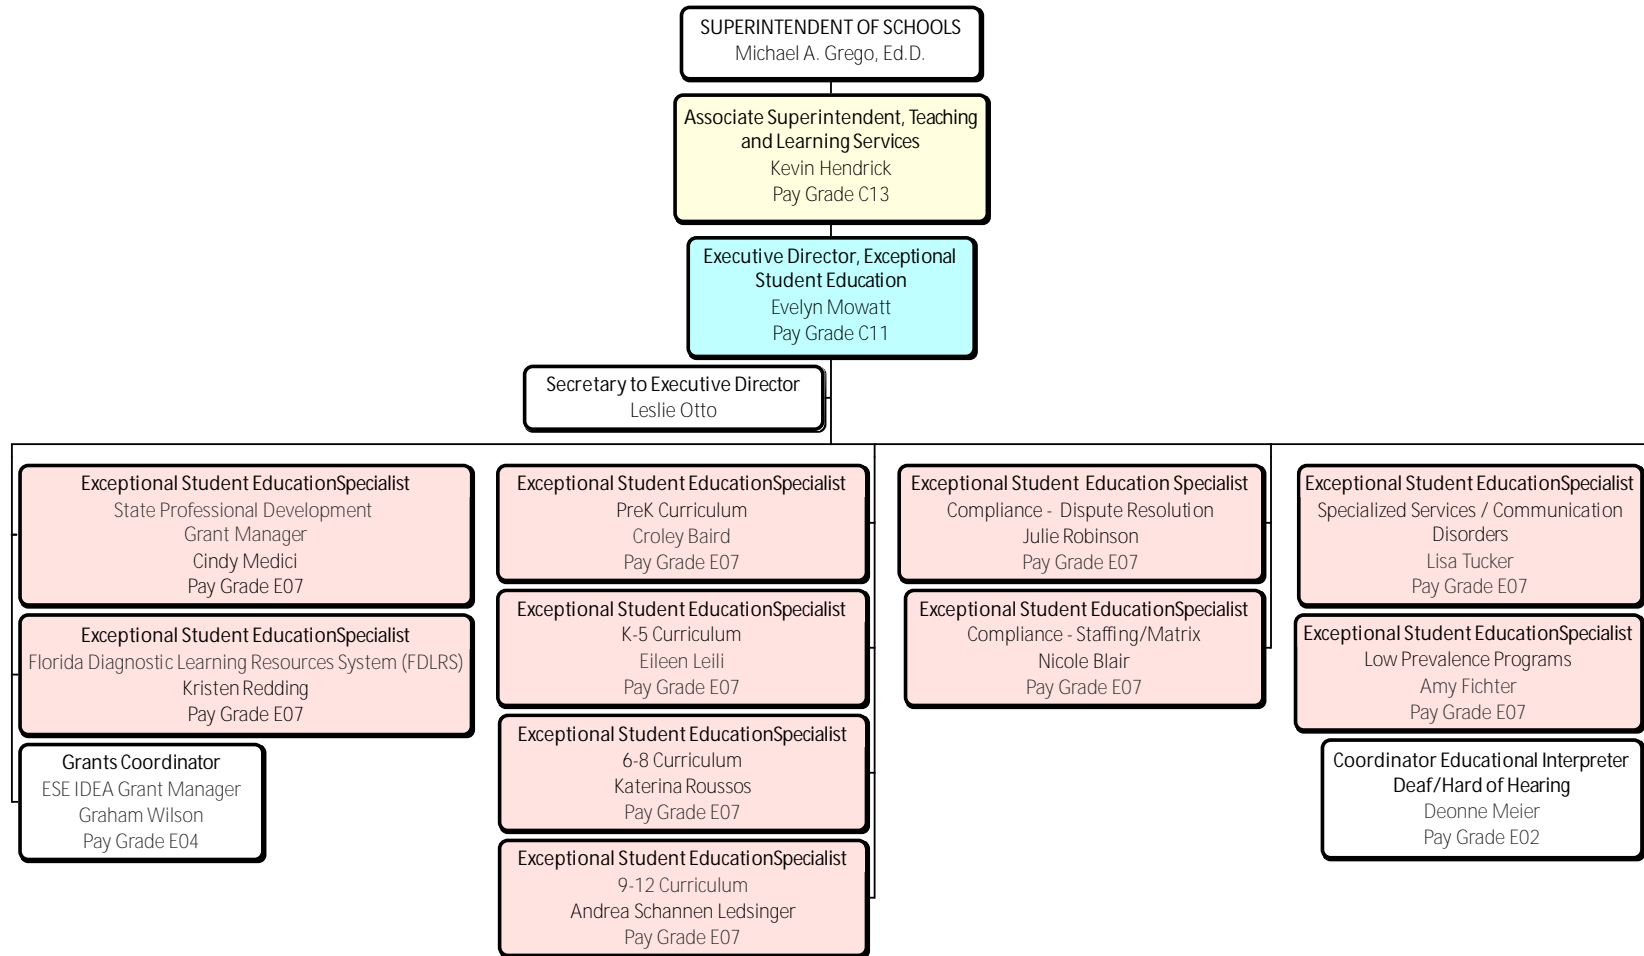 SUPERINTENDENT OF SCHOOLS
Michael A. Grego, Ed.D.
Associate Superintendent, Teaching
and Learning Services
Kevin Hendrick
Pay Grade C13
Executive Director, Exceptional
Student Education
Evelyn Mowatt
Pay Grade C11
Secretary to Executive Director
Leslie Otto
Exceptional Student EducationSpecialist
State Professional Development
Grant Manager
Cindy Medici
Pay Grade E07
Exceptional Student EducationSpecialist
Florida Diagnostic Learning Resources System (FDLRS)
Kristen Redding
Pay Grade E07
Grants Coordinator
ESE IDEA Grant Manager
Graham Wilson
Pay Grade E04
Exceptional Student EducationSpecialist
PreK Curriculum
Croley Baird
Pay Grade E07
Exceptional Student EducationSpecialist
K-5 Curriculum
Eileen Leili
Pay Grade E07
Exceptional Student EducationSpecialist
6-8 Curriculum
Katerina Roussos
Pay Grade E07
Exceptional Student EducationSpecialist
9-12 Curriculum
Andrea Schannen Ledsinger
Pay Grade E07
Exceptional Student Education Specialist
Compliance - Dispute Resolution
Julie Robinson
Pay Grade E07
Exceptional Student EducationSpecialist
Compliance - Staffing/Matrix
Nicole Blair
Pay Grade E07
Exceptional Student EducationSpecialist
Specialized Services / Communication
Disorders
Lisa Tucker
Pay Grade E07
Exceptional Student EducationSpecialist
Low Prevalence Programs
Amy Fichter
Pay Grade E07
Coordinator Educational Interpreter
Deaf/Hard of Hearing
Deonne Meier
Pay Grade E02